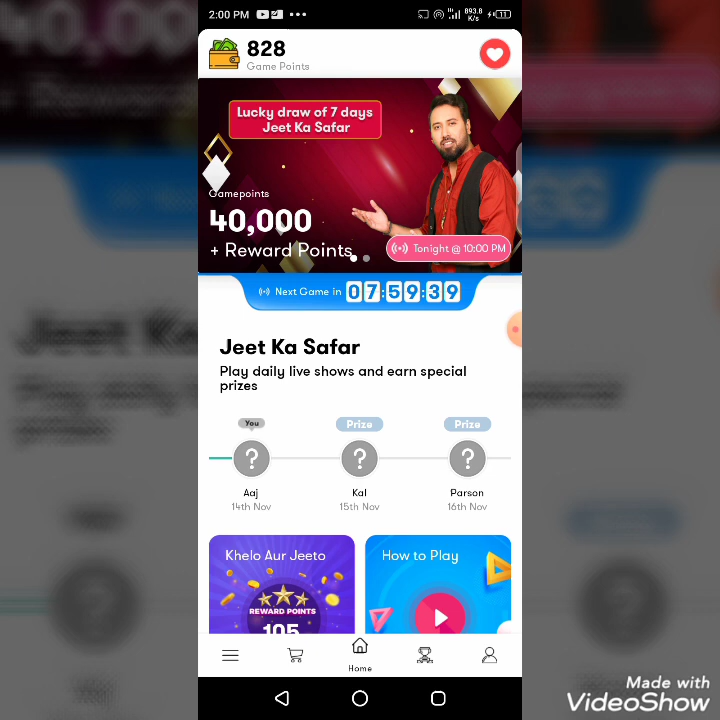 2:00 PM
893.8
K/s
11
828
Game Points
Lucky draw of 7 days
Jeet Ka Safar
Gamepoints
40,000
+ Reward Points
Tonight @ 10:00 PM
Next Game in 07:59:39
Jeet Ka Safar
Play daily live shows and earn special
prizes
You
Prize
Prize
?
?
?
Aaj
Kal
Parson
14th Nov
15th Nov
16th Nov
Khelo Aur Jeeto
How to Play
REWARD POINTS
105
Home
Made with
VideoShow